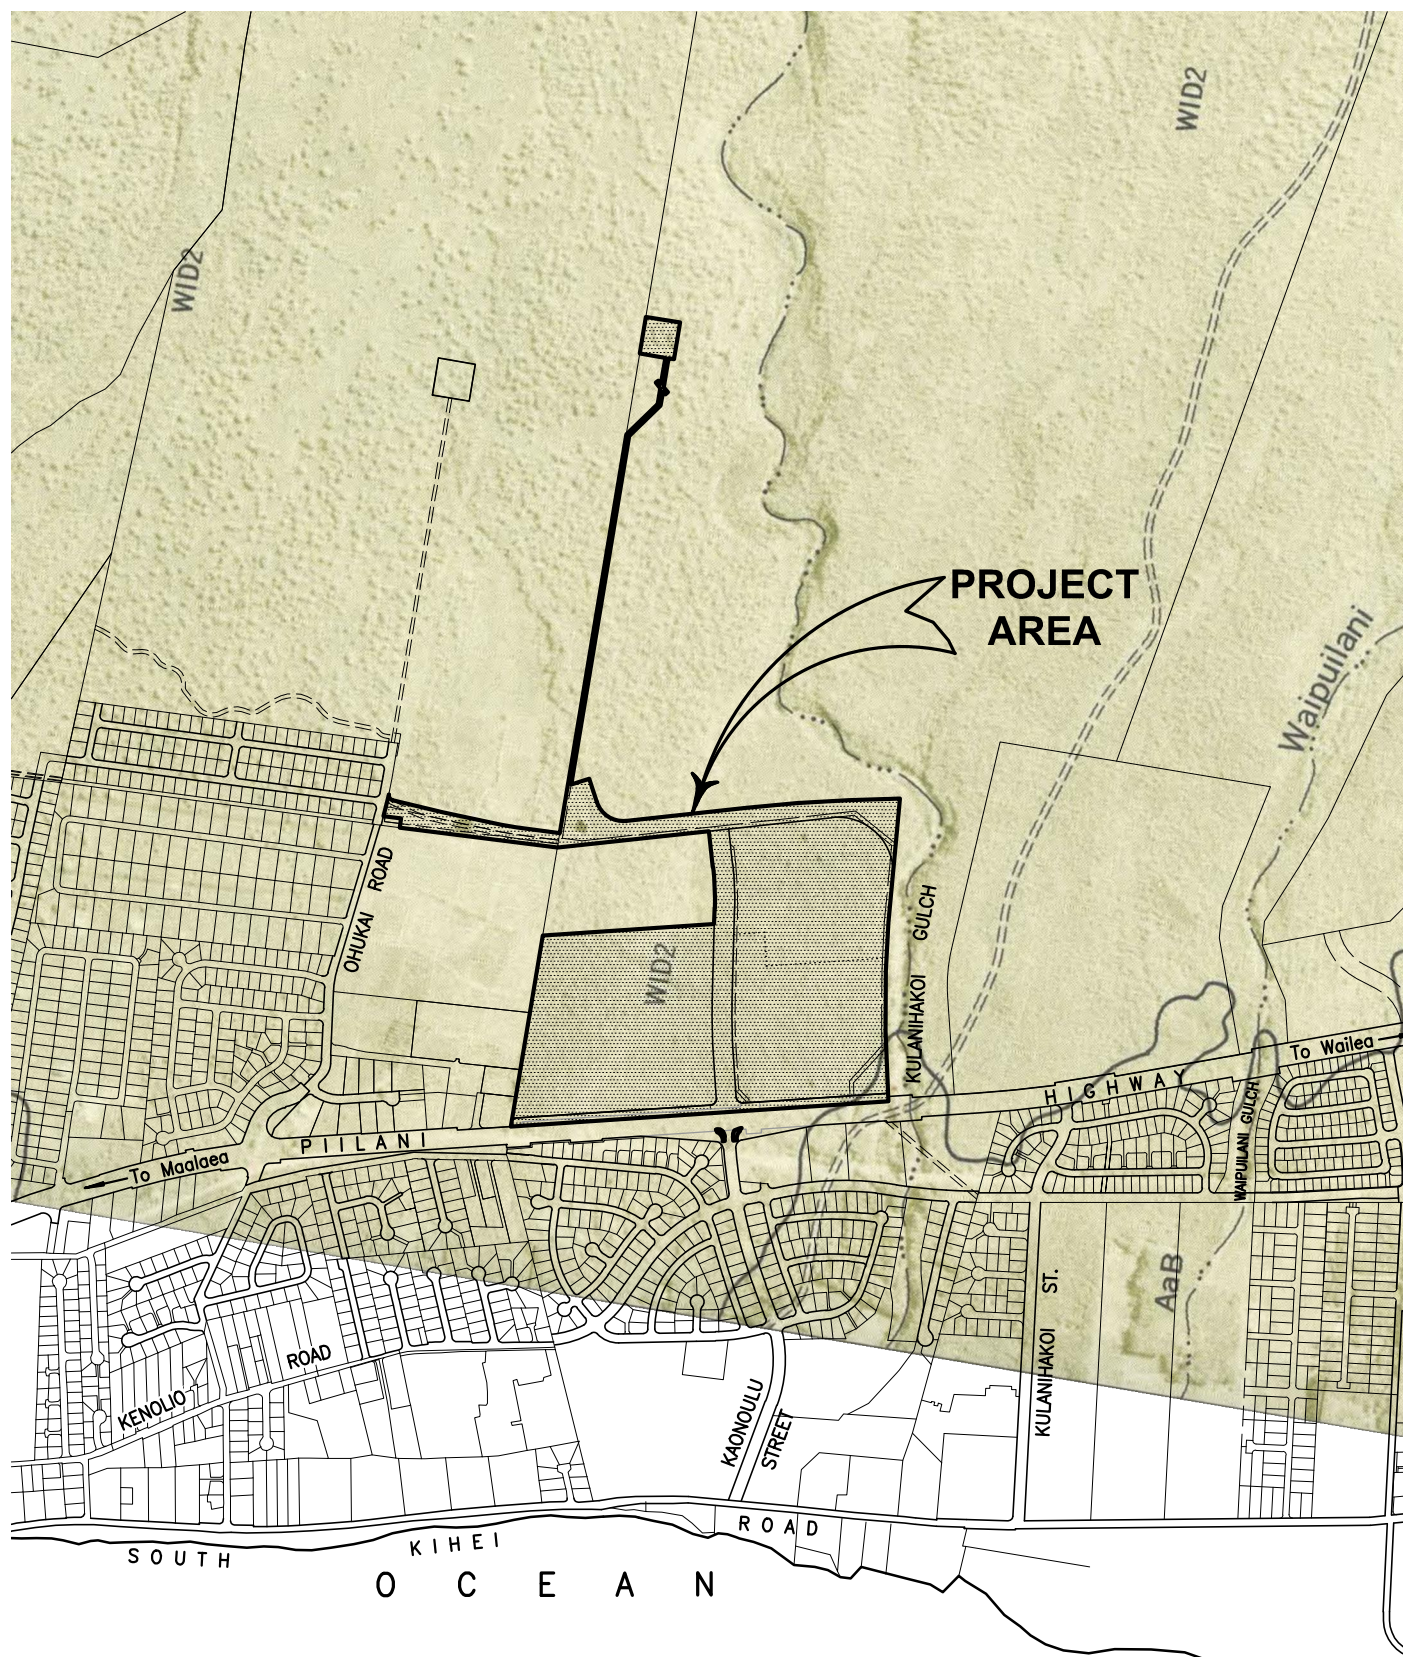 WID2
WID2
PROJECT
AREA
Waipuilani
OHUKAI ROAD
WID2
KULANIHAKOI GULCH
To Wailea
HIGHWAY
PIILANI
To Maalaea
WAIPUILANI GULCH
AaB
KULANIHAKOI ST.
KENOLIO ROAD
KAONOULU
STREET
SOUTH KIHEI ROAD
OCEAN